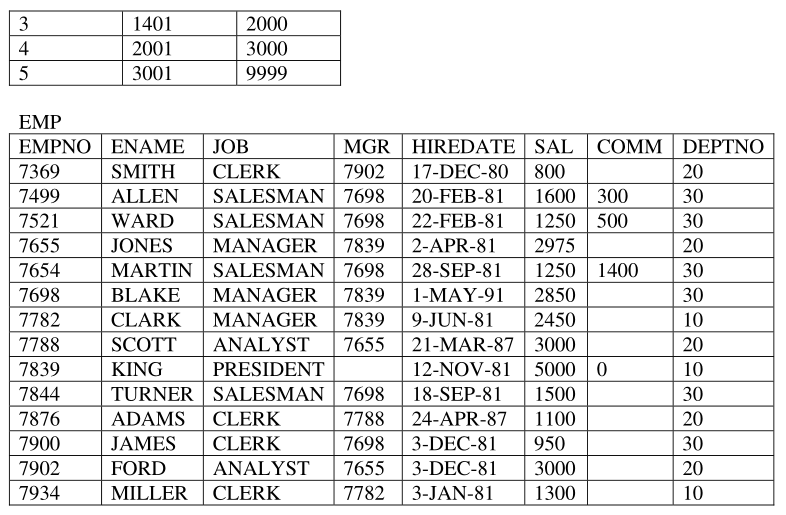 3 1401 2000
4 2001 3000
5 3001 9999
EMP
EMPNO ENAME JOB MGR HIREDATE SAL COMM DEPTNO
7369 SMITH CLERK 7902 17-DEC-80 800 20
7499 ALLEN SALESMAN 7698 20-FEB-81 1600 300 30
7521 WARD SALESMAN 7698 22-FEB-81 1250 500 30
7655 JONES MANAGER 7839 2-APR-81 2975 20
7654 MARTIN SALESMAN 7698 28-SEP-81 1250 1400 30
7698 BLAKE MANAGER 7839 1-MAY-91 2850 30
7782 CLARK MANAGER 7839 9-JUN-81 2450 10
7788 SCOTT ANALYST 7655 21-MAR-87 3000 20
7839 KING PRESIDENT 12-NOV-81 5000 0 10
7844 TURNER SALESMAN 7698 18-SEP-81 1500 30
7876 ADAMS CLERK 7788 24-APR-87 1100 20
7900 JAMES CLERK 7698 3-DEC-81 950 30
7902 FORD ANALYST 7655 3-DEC-81 3000 20
7934 MILLER CLERK 7782 3-JAN-81 1300 10